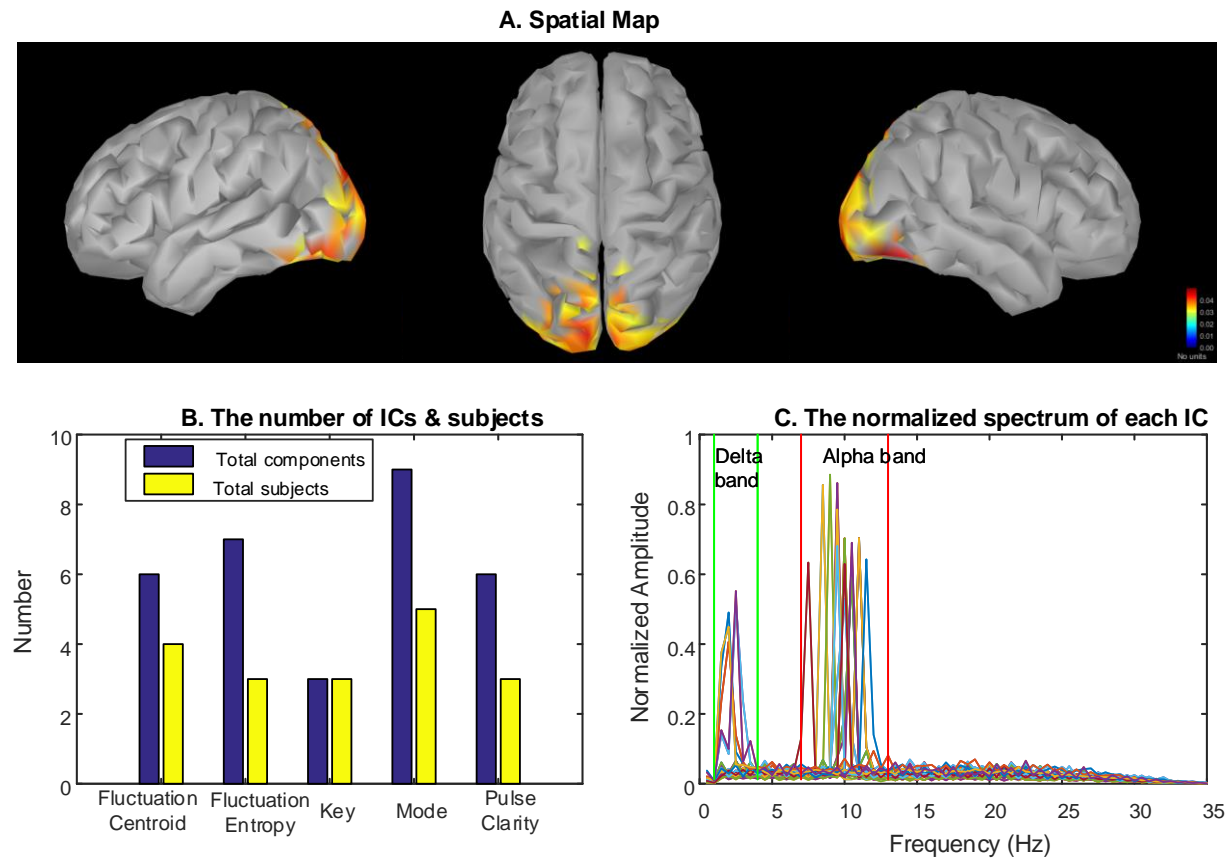 A. Spatial Map
0.04
0.03
0.02
0.01
0.00
No units
B. The number of ICs & subjects
10
8
6
4
2
0
Number
Total components
Total subjects
Fluctuation
Centroid
Fluctuation
Entropy
Key
Mode
Pulse
Clarity
C. The normalized spectrum of each IC
1
0.8
0.6
0.4
0.2
0
Normalized Amplitude
Delta
band
Alpha band
0 5 10 15 20 25 30 35
Frequency (Hz)